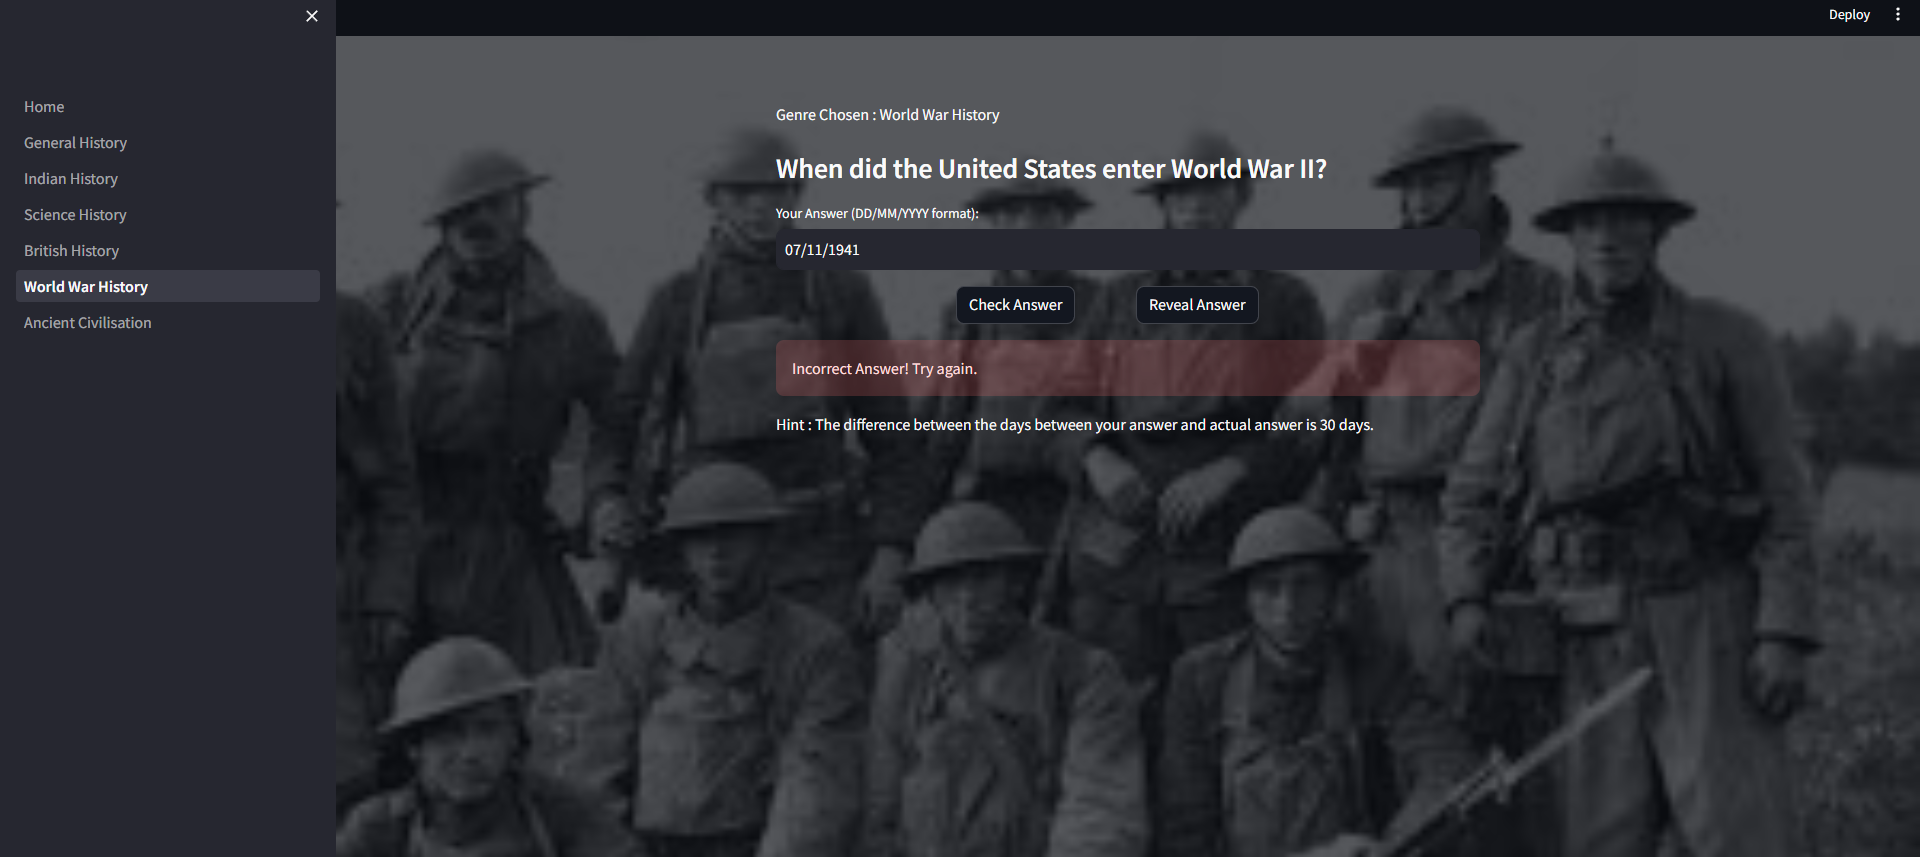 Deploy
Home
General History
Indian History
Science History
British History
World War History
Ancient Civilisation
Genre Chosen : World War History
When did the United States enter World War II?
Your Answer (DD/MM/YYYY format):
07/11/1941
Check Answer
Reveal Answer
Incorrect Answer! Try again.
Hint : The difference between the days between your answer and actual answer is 30 days.